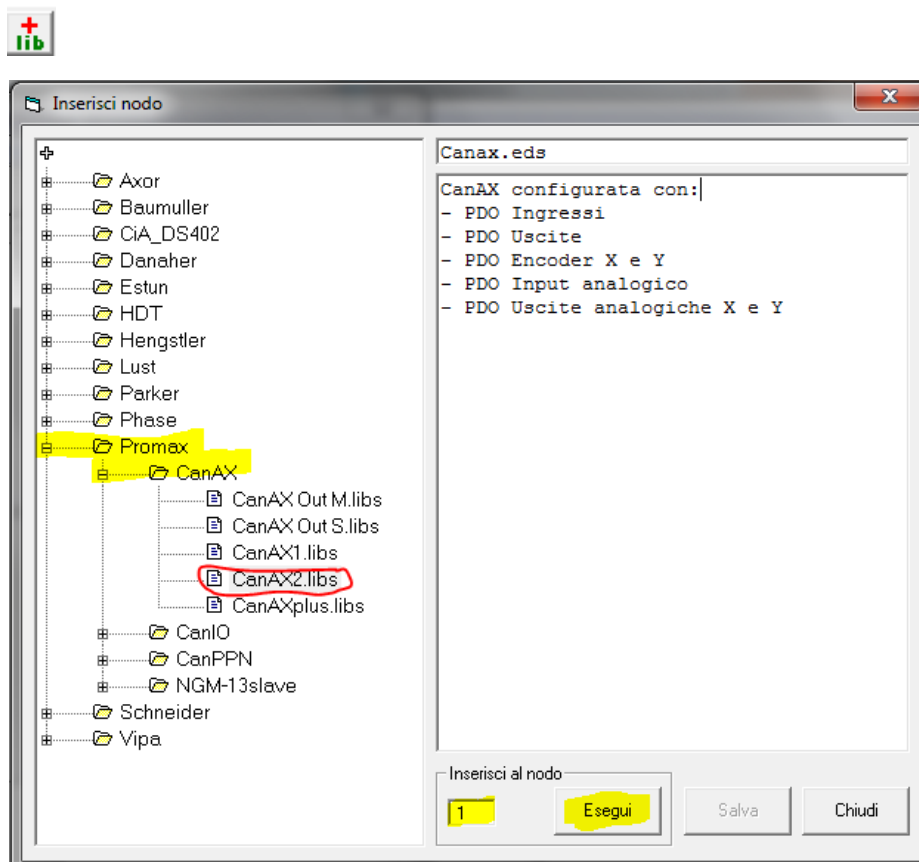 +
lib
Inserisci nodo
Axor
Baumuller
CiA_DS402
Danaher
Estun
HDT
Hengstler
Lust
Parker
Phase
Promax
CanAX
CanAX Out M.libs
CanAX Out S.libs
CanAX1.libs
CanAX2.libs
CanAXplus.libs
CanIO
CanPPN
NGM-13slave
Schneider
Vipa
Canax.eds
CanAX configurata con:
- PDO Ingressi
- PDO Uscite
- PDO Encoder X e Y
- PDO Input analogico
- PDO Uscite analogiche X e Y
Inserisci al nodo
1
Esegui
Salva
Chiudi